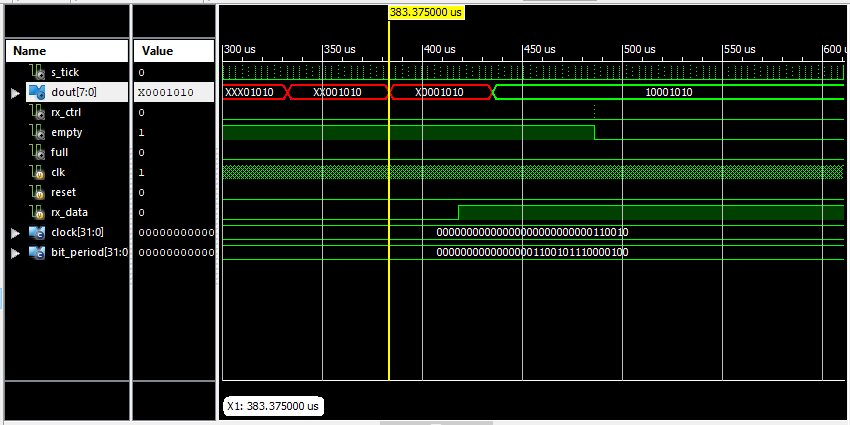 383.375000 us
Name Value 300 us 350 us 400 us 450 us 500 us 550 us 600 u
s_tick 0
dout[7:0] X0001010 XXX01010 XX001010 X0001010 10001010
rx_ctrl 0
empty 1
full 0
clk 1
reset 0
rx_data 0
clock[31:0] 00000000000 00000000000000000000000000110010
bit_period[31:0 00000000000 00000000000000001100101110000100
X1: 383.375000 us